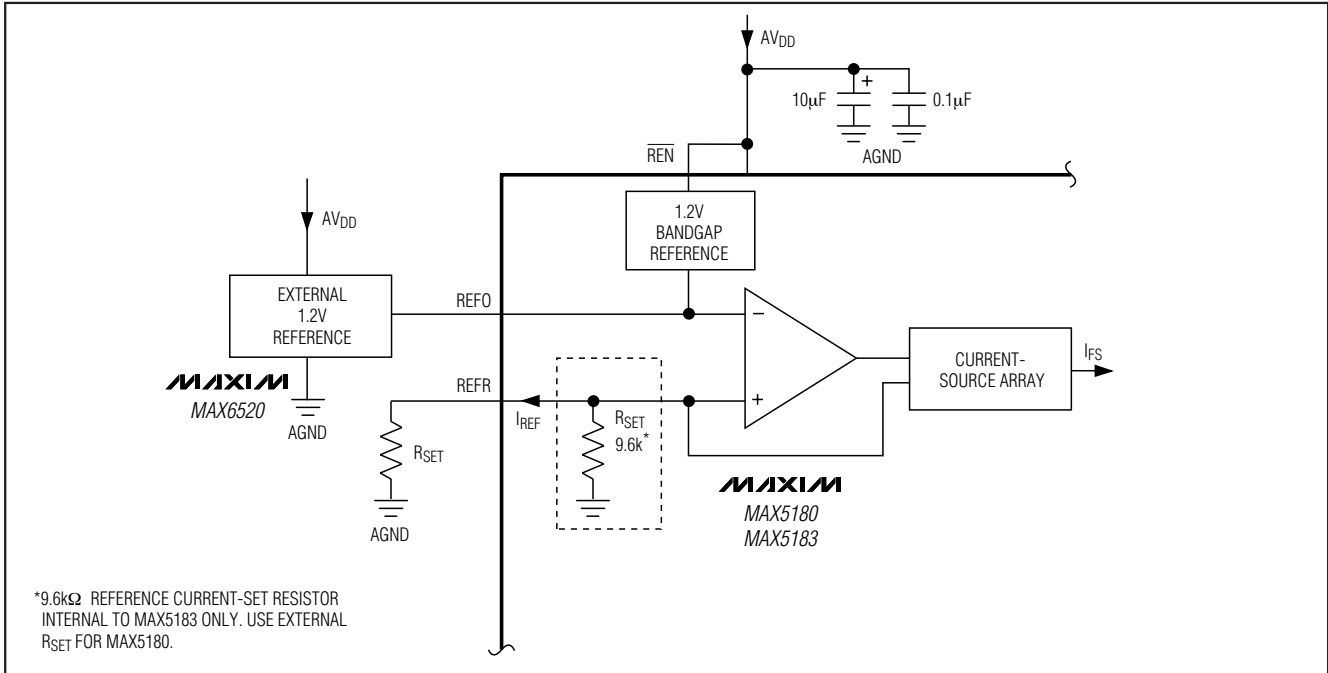 AVDD
10µF
+
0.1µF
AGND
REN
AVDD
1.2V
BANDGAP
REFERENCE
EXTERNAL
1.2V
REFERENCE
REFO
−
CURRENT-
SOURCE ARRAY
IFS
MAXIM
MAX6520
AGND
REFR
IREF
RSET
9.6k*
+
RSET
AGND
MAXIM
MAX5180
MAX5183
*9.6kΩ REFERENCE CURRENT-SET RESISTOR
INTERNAL TO MAX5183 ONLY. USE EXTERNAL
RSET FOR MAX5180.